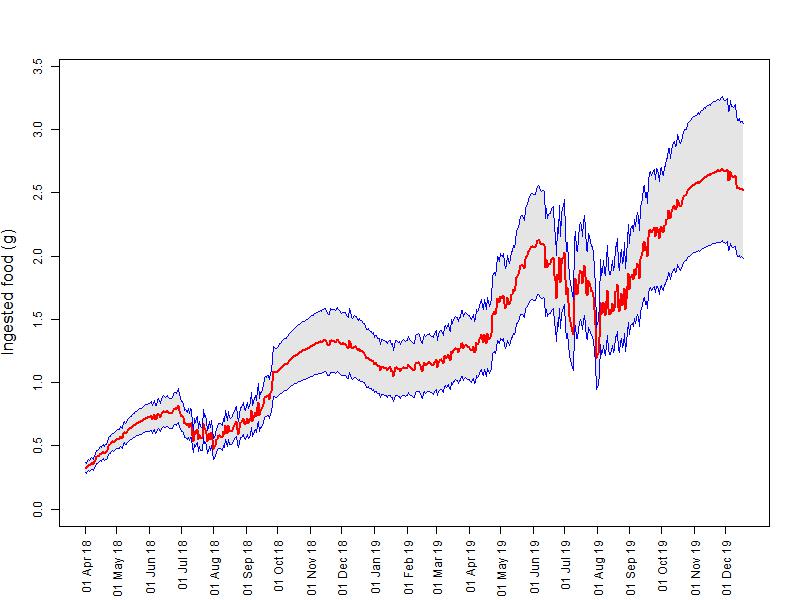 Ingested food (g)
3.5
3.0
2.5
2.0
1.5
1.0
0.5
0.0
01 Apr 18
01 May 18
01 Jun 18
01 Jul 18
01 Aug 18
01 Sep 18
01 Oct 18
01 Nov 18
01 Dec 18
01 Jan 19
01 Feb 19
01 Mar 19
01 Apr 19
01 May 19
01 Jun 19
01 Jul 19
01 Aug 19
01 Sep 19
01 Oct 19
01 Nov 19
01 Dec 19